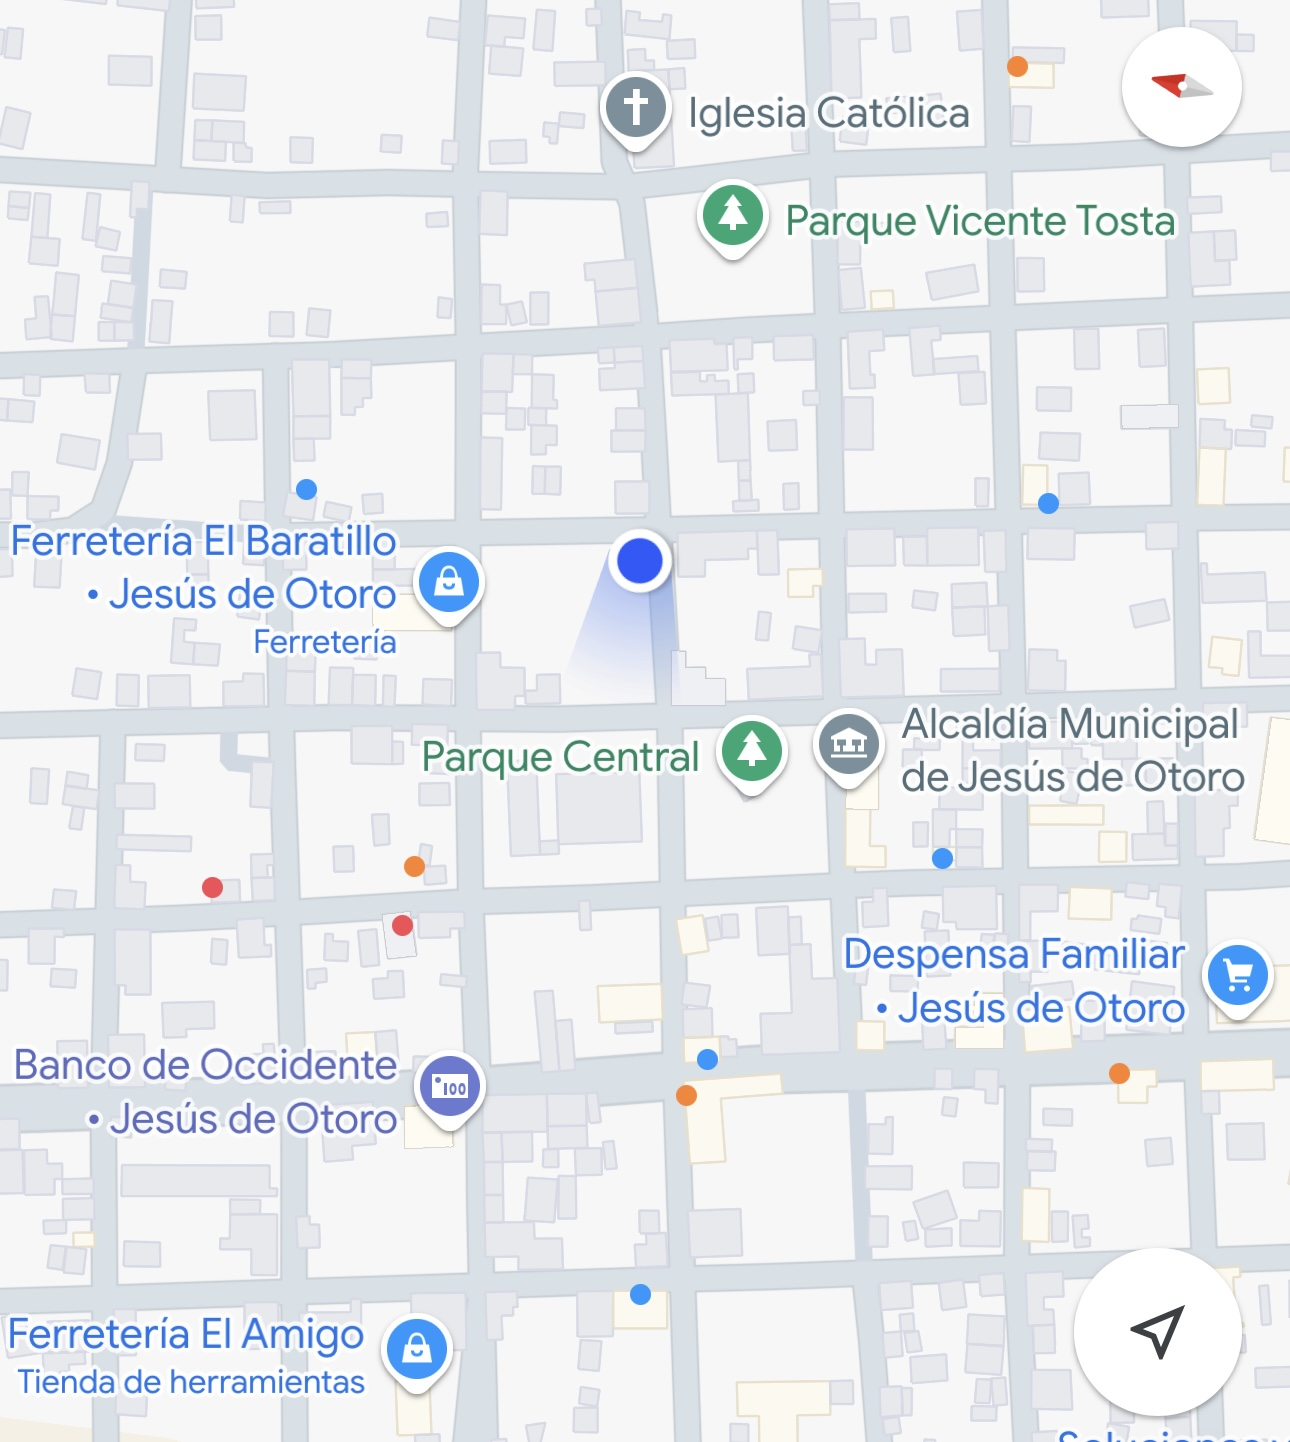 Iglesia Católica
Parque Vicente Tosta
Ferretería El Baratillo
• Jesús de Otoro
Ferretería
Parque Central
Alcaldía Municipal
de Jesús de Otoro
Despensa Familiar
• Jesús de Otoro
Banco de Occidente
• Jesús de Otoro
100
Ferretería El Amigo
Tienda de herramientas